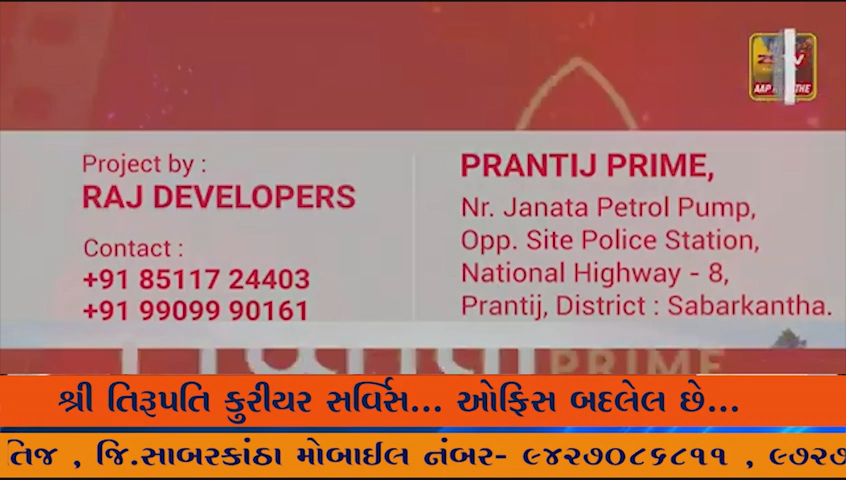 Project by :
RAJ DEVELOPERS
Contact :
+91 85117 24403
+91 99099 90161
PRANTIJ PRIME,
Nr. Janata Petrol Pump,
Opp. Site Police Station,
National Highway - 8,
Prantij, District : Sabarkantha.
PRIME
શ્રી તિરૂપતિ કુરીયર સર્વિસ... ઓફિસ બદલેલ છે...
તિજ , જિ.સાબરકાંઠા મોબાઈલ નંબર- ૯૪૨૭૦૮૬૮૧૧ , ૯૭૨૭